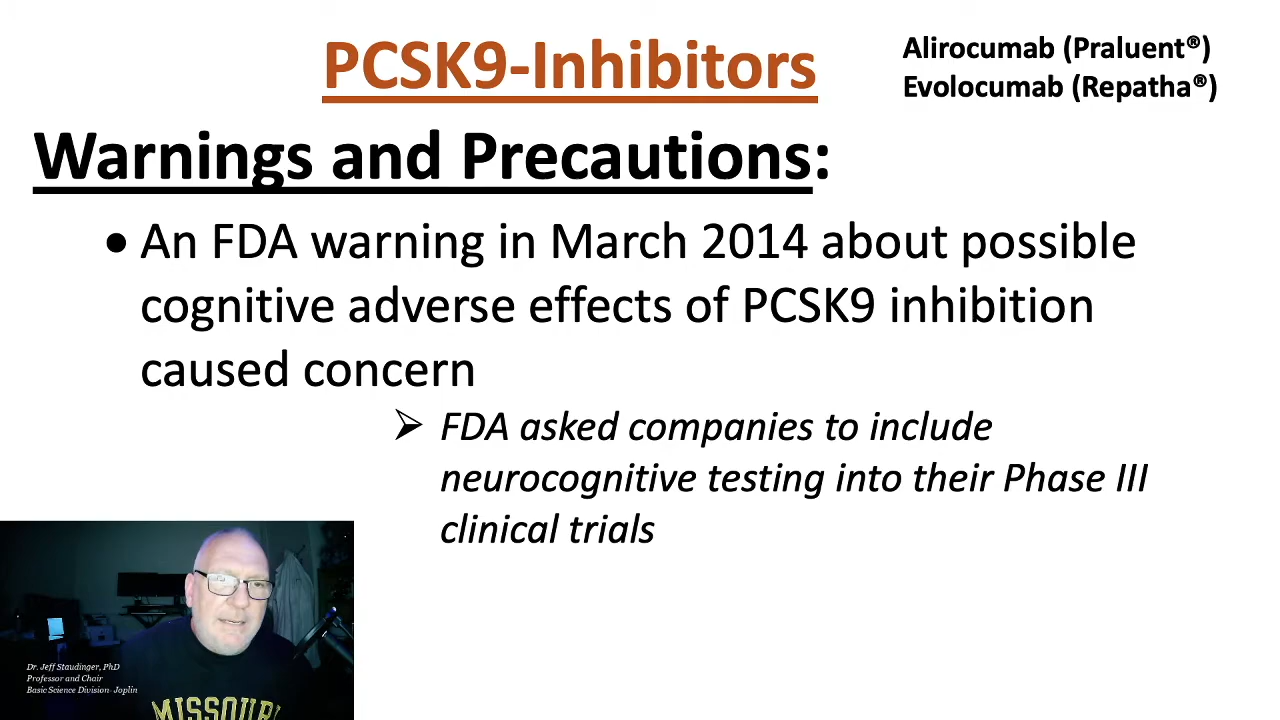 PCSK9-Inhibitors
Alirocumab (Praluent®)
Evolocumab (Repatha®)
Warnings and Precautions:
• An FDA warning in March 2014 about possible
cognitive adverse effects of PCSK9 inhibition
caused concern
➢ FDA asked companies to include
neurocognitive testing into their Phase III
clinical trials
Dr. Jeff Staudinger, PhD
Professor and Chair
Basic Science Division- Joplin
MISSOURI